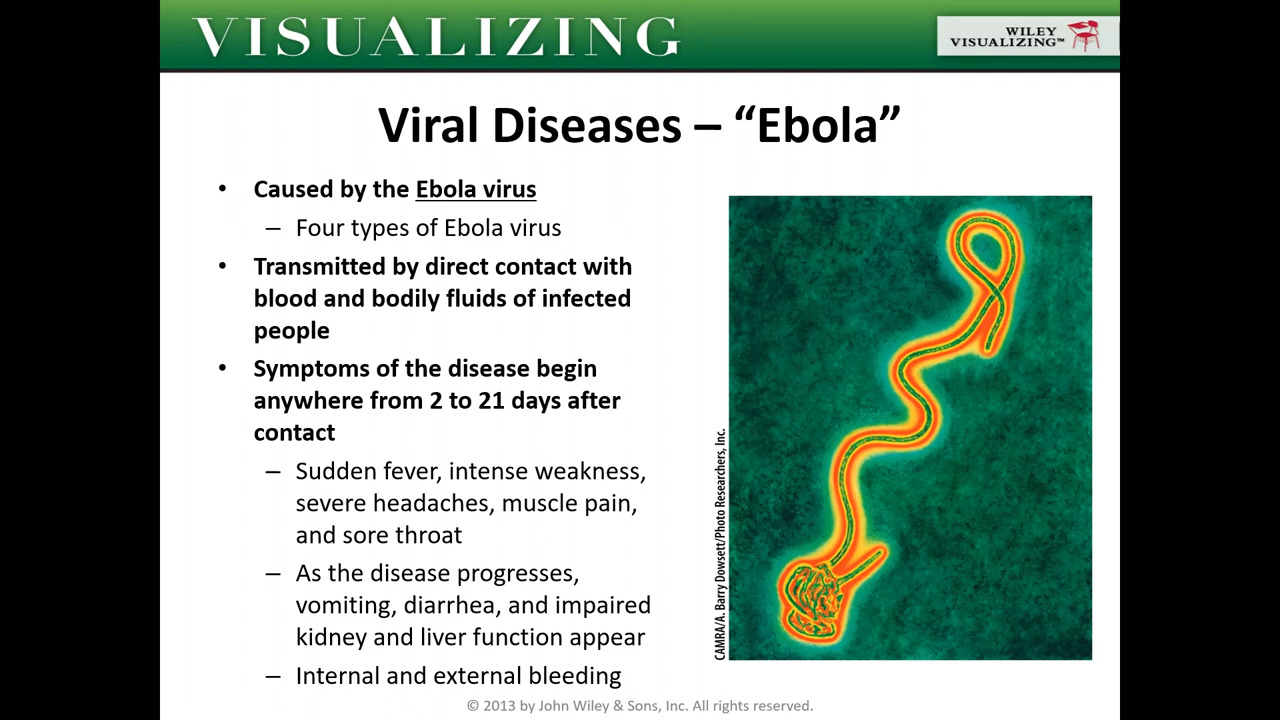 VISUALIZING
WILEY
VISUALIZING™
Viral Diseases – “Ebola”
• Caused by the Ebola virus
– Four types of Ebola virus
• Transmitted by direct contact with
blood and bodily fluids of infected
people
• Symptoms of the disease begin
anywhere from 2 to 21 days after
contact
– Sudden fever, intense weakness,
severe headaches, muscle pain,
and sore throat
– As the disease progresses,
vomiting, diarrhea, and impaired
kidney and liver function appear
– Internal and external bleeding
CAMRA/A. Barry Dowsett/Photo Researchers, Inc.
© 2013 by John Wiley & Sons, Inc. All rights reserved.